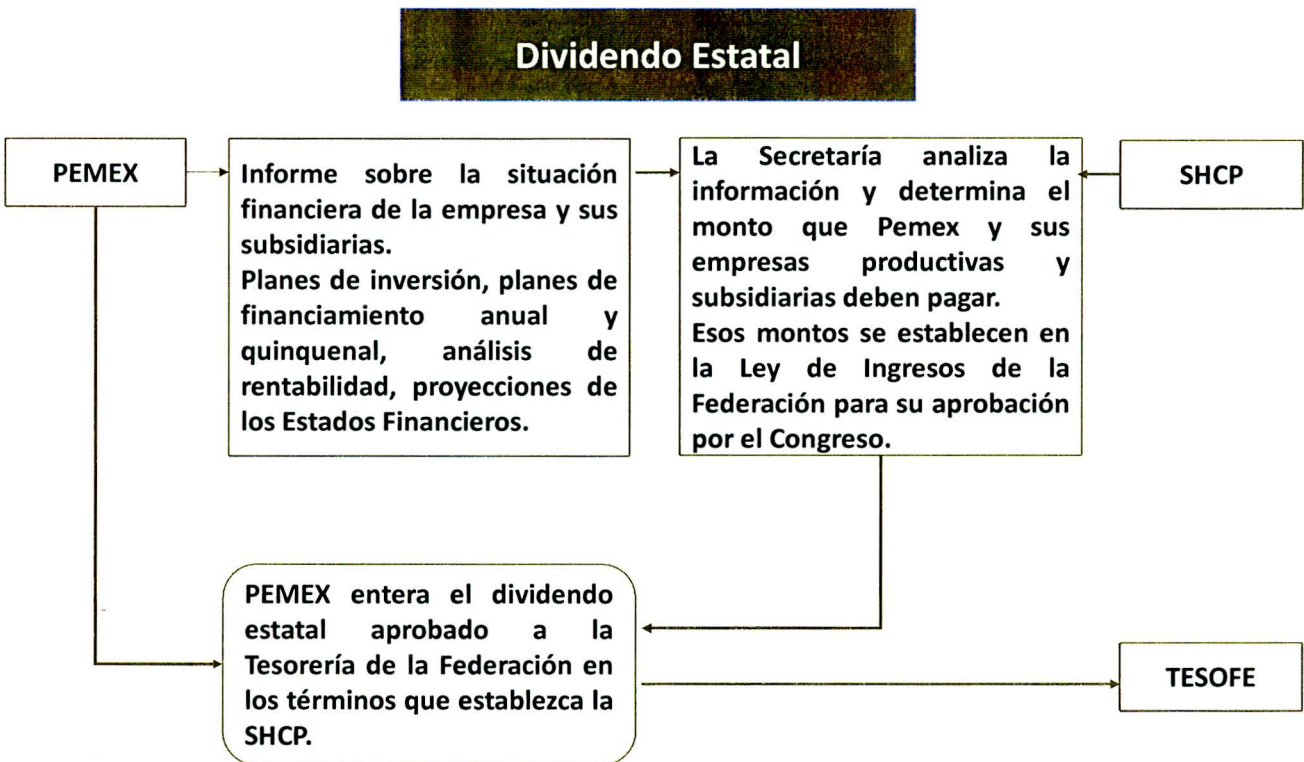 Dividendo Estatal
PEMEX
Informe sobre la situación
financiera de la empresa y sus
subsidiarias.
Planes de inversión, planes de
financiamiento anual y
quinquenal, análisis de
rentabilidad, proyecciones de
los Estados Financieros.
La Secretaría analiza la
información y determina el
monto que Pemex y sus
empresas productivas y
subsidiarias deben pagar.
Esos montos se establecen en
la Ley de Ingresos de la
Federación para su aprobación
por el Congreso.
SHCP
PEMEX entera el dividendo
estatal aprobado a la
Tesorería de la Federación en
los términos que establezca la
SHCP.
TESOFE